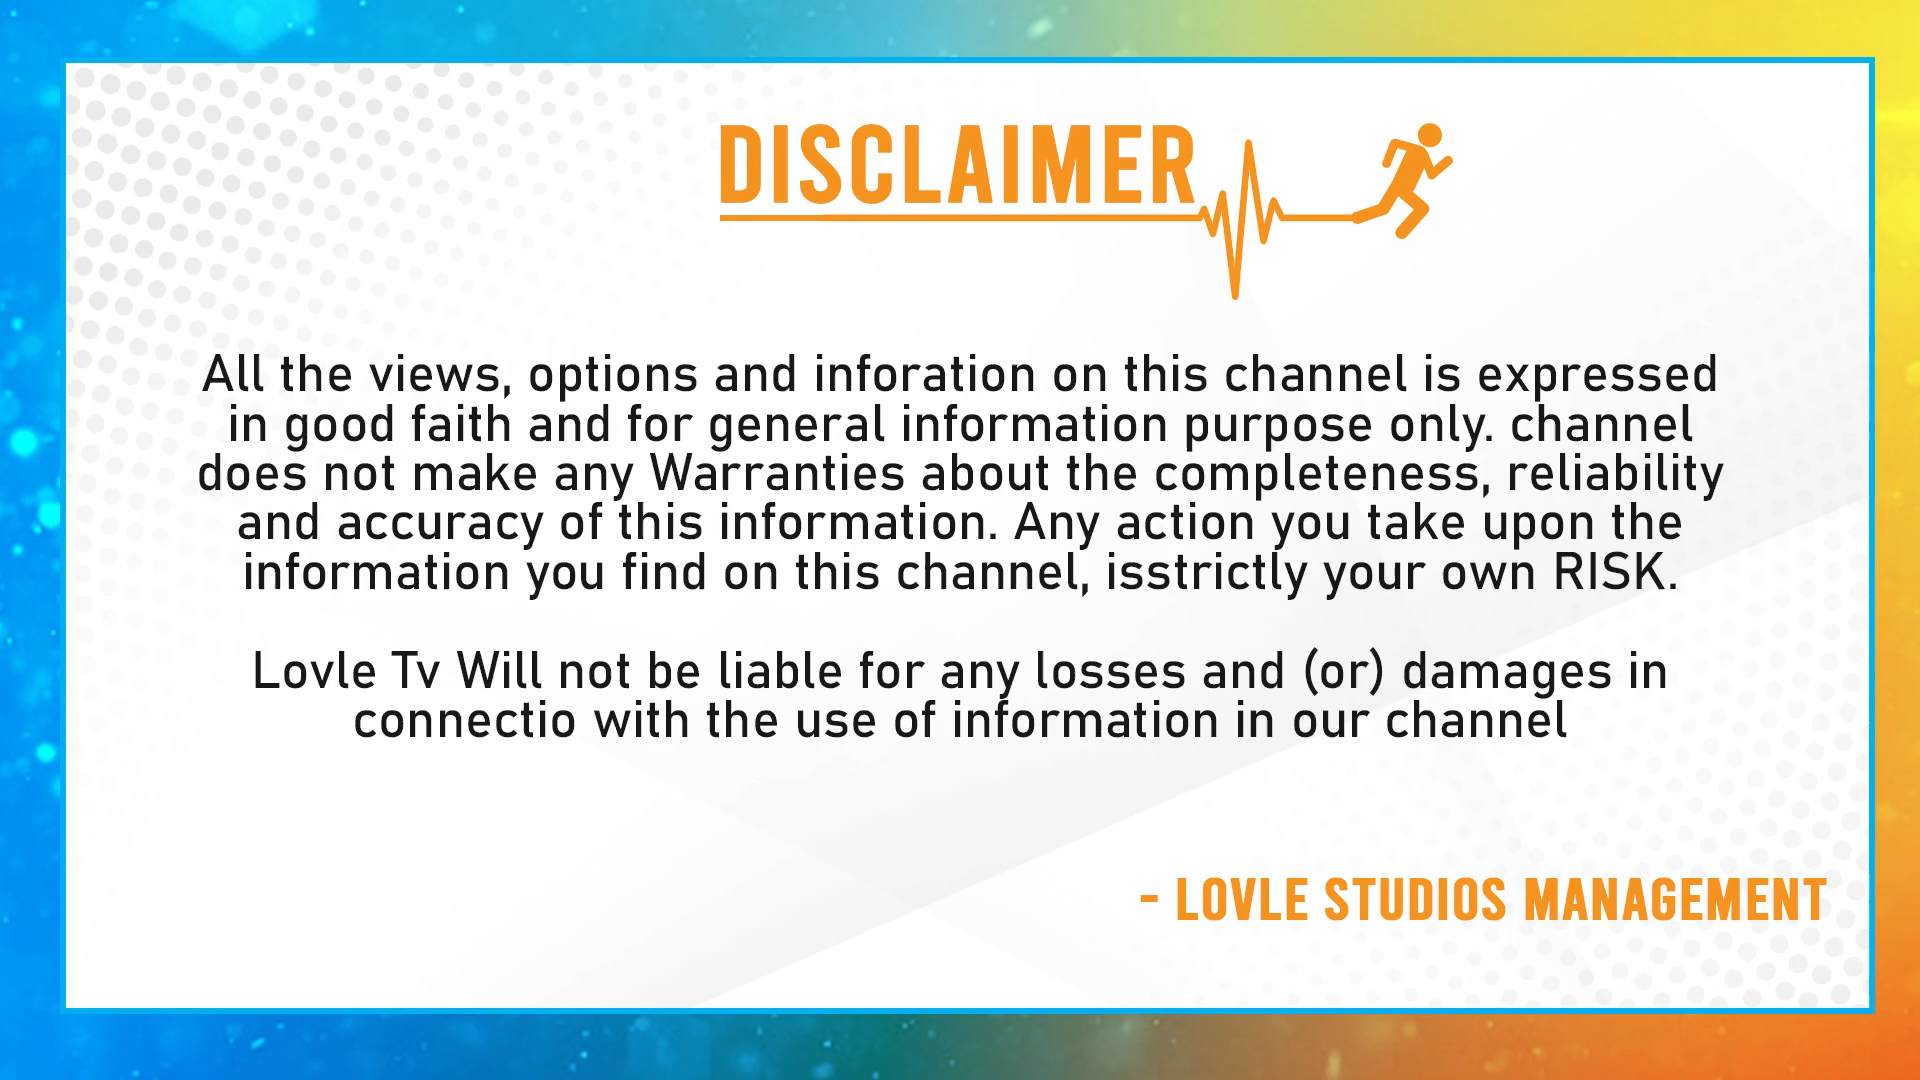 DISCLAIMER
All the views, options and inforation on this channel is expressed
in good faith and for general information purpose only. channel
does not make any Warranties about the completeness, reliability
and accuracy of this information. Any action you take upon the
information you find on this channel, isstrictly your own RISK.
Lovle Tv Will not be liable for any losses and (or) damages in
connectio with the use of information in our channel
- LOVLE STUDIOS MANAGEMENT